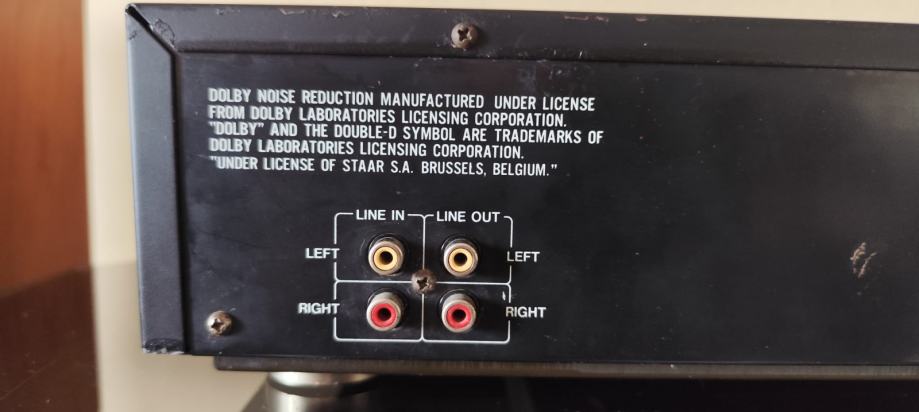 DOLBY NOISE REDUCTION MANUFACTURED UNDER LICENSE
FROM DOLBY LABORATORIES LICENSING CORPORATION.
"DOLBY" AND THE DOUBLE-D SYMBOL ARE TRADEMARKS OF
DOLBY LABORATORIES LICENSING CORPORATION.
"UNDER LICENSE OF STAAR S.A. BRUSSELS, BELGIUM."
LINE IN LINE OUT
LEFT LEFT
RIGHT RIGHT